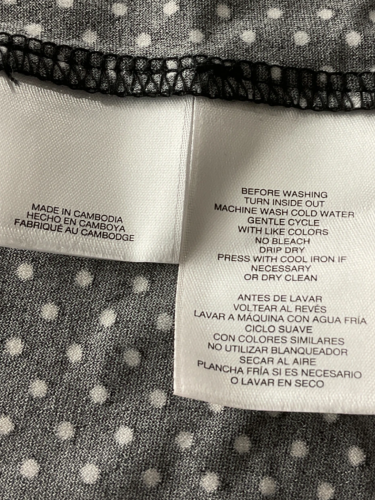 MADE IN CAMBODIA
HECHO EN CAMBOYA
FABRIQUÉ AU CAMBODGE
BEFORE WASHING
TURN INSIDE OUT
MACHINE WASH COLD WATER
GENTLE CYCLE
WITH LIKE COLORS
NO BLEACH
DRIP DRY
PRESS WITH COOL IRON IF
NECESSARY
OR DRY CLEAN
ANTES DE LAVAR
VOLTEAR AL REVÉS
LAVAR A MÁQUINA CON AGUA FRÍA
CICLO SUAVE
CON COLORES SIMILARES
NO UTILIZAR BLANQUEADOR
SECAR AL AIRE
PLANCHA FRÍA SI ES NECESARIO
O LAVAR EN SECO